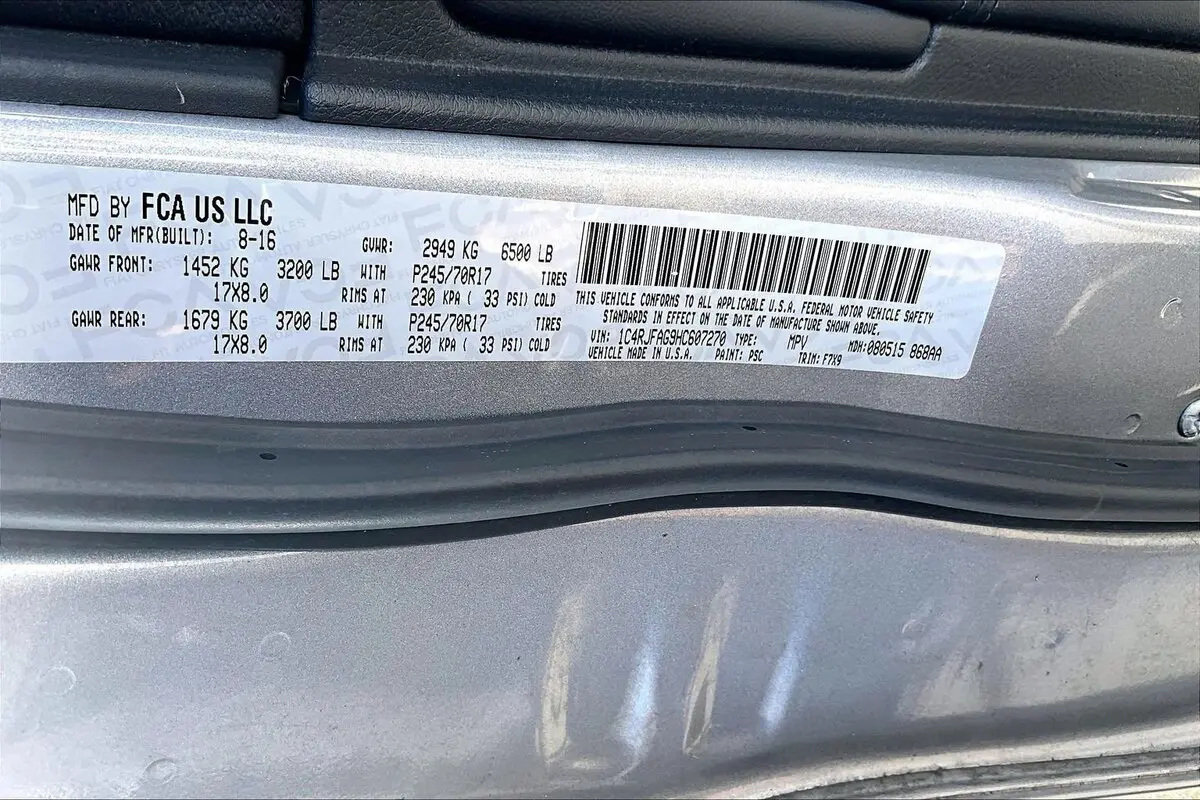 MFD BY FCA US LLC
DATE OF MFR(BUILT): 8-16 GVWR: 2949 KG 6500 LB
GAWR FRONT: 1452 KG 3200 LB WITH P245/70R17 TIRES
17X8.0 RIMS AT 230 KPA ( 33 PSI) COLD
GAWR REAR: 1679 KG 3700 LB WITH P245/70R17 TIRES
17X8.0 RIMS AT 230 KPA ( 33 PSI) COLD
THIS VEHICLE CONFORMS TO ALL APPLICABLE U.S.A. FEDERAL MOTOR VEHICLE SAFETY
STANDARDS IN EFFECT ON THE DATE OF MANUFACTURE SHOWN ABOVE.
VIN: 1C4RJFAG9HC607270 TYPE: MPV MDH:080515 868AA
VEHICLE MADE IN U.S.A. PAINT: PSC TRIM: F7X9